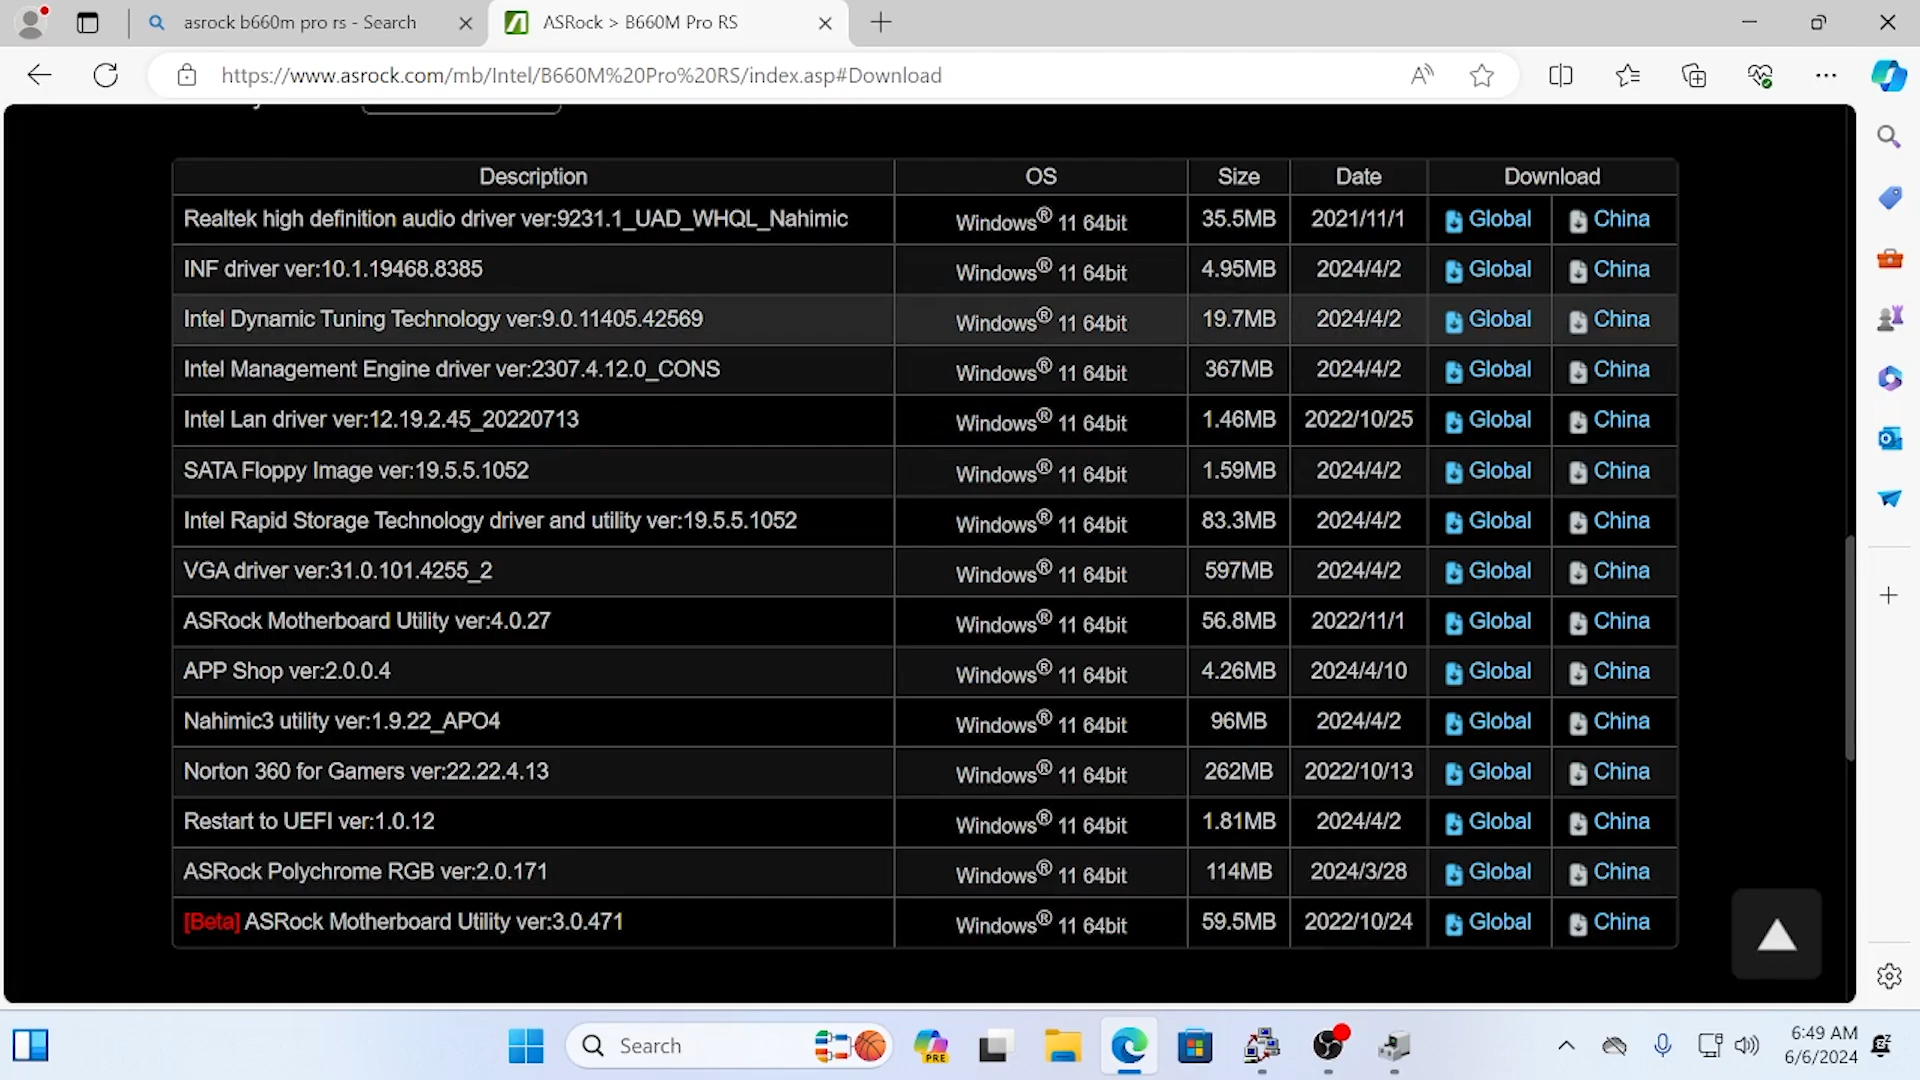 asrock b660m pro rs - Search
ASRock > B660M Pro RS
https://www.asrock.com/mb/Intel/B660M%20Pro%20RS/index.asp#Download
Description OS Size Date Download
Realtek high definition audio driver ver:9231.1_UAD_WHQL_Nahimic Windows® 11 64bit 35.5MB 2021/11/1 Global China
INF driver ver:10.1.19468.8385 Windows® 11 64bit 4.95MB 2024/4/2 Global China
Intel Dynamic Tuning Technology ver:9.0.11405.42569 Windows® 11 64bit 19.7MB 2024/4/2 Global China
Intel Management Engine driver ver:2307.4.12.0_CONS Windows® 11 64bit 367MB 2024/4/2 Global China
Intel Lan driver ver:12.19.2.45_20220713 Windows® 11 64bit 1.46MB 2022/10/25 Global China
SATA Floppy Image ver:19.5.5.1052 Windows® 11 64bit 1.59MB 2024/4/2 Global China
Intel Rapid Storage Technology driver and utility ver:19.5.5.1052 Windows® 11 64bit 83.3MB 2024/4/2 Global China
VGA driver ver:31.0.101.4255_2 Windows® 11 64bit 597MB 2024/4/2 Global China
ASRock Motherboard Utility ver:4.0.27 Windows® 11 64bit 56.8MB 2022/11/1 Global China
APP Shop ver:2.0.0.4 Windows® 11 64bit 4.26MB 2024/4/10 Global China
Nahimic3 utility ver:1.9.22_APO4 Windows® 11 64bit 96MB 2024/4/2 Global China
Norton 360 for Gamers ver:22.22.4.13 Windows® 11 64bit 262MB 2022/10/13 Global China
Restart to UEFI ver:1.0.12 Windows® 11 64bit 1.81MB 2024/4/2 Global China
ASRock Polychrome RGB ver:2.0.171 Windows® 11 64bit 114MB 2024/3/28 Global China
[Beta] ASRock Motherboard Utility ver:3.0.471 Windows® 11 64bit 59.5MB 2022/10/24 Global China
Search
PRE
6:49 AM
6/6/2024